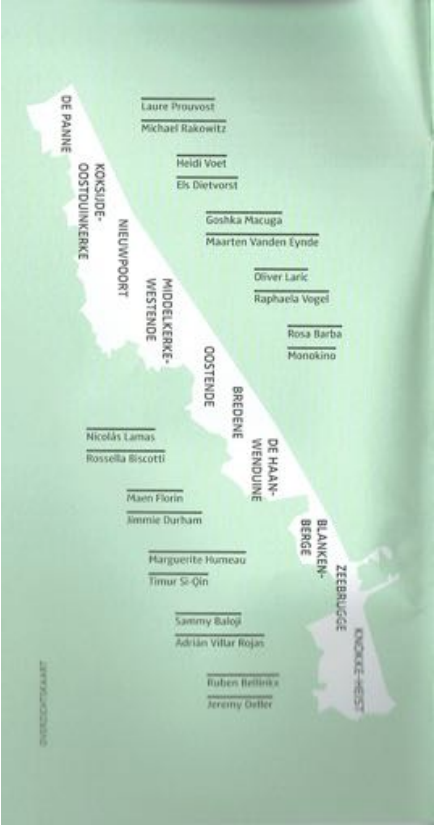 Laure Prouvost
Michael Rakowitz
Heidi Voet
Els Dietvorst
Goshka Macuga
Maarten Vanden Eynde
Oliver Laric
Raphaela Vogel
Rosa Barba
Monokino
DE PANNE
KOKSIJDE-
OOSTDUINKERKE
NIEUWPOORT
MIDDELKERKE-
WESTENDE
OOSTENDE
BREDENE
DE HAAN-
WENDUINE
BLANKEN-
BERGE
ZEEBRUGGE
KNOKKE-HEIST
Nicolás Lamas
Rossella Biscotti
Maen Florin
Jimmie Durham
Marguerite Humeau
Timur Si-Qin
Sammy Baloji
Adrián Villar Rojas
Ruben Bellinkx
Jeremy Deller